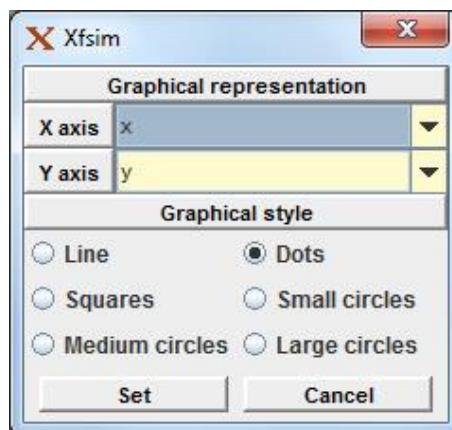 Xfsim
Graphical representation
X axis x
Y axis y
Graphical style
Line Dots
Squares Small circles
Medium circles Large circles
Set Cancel